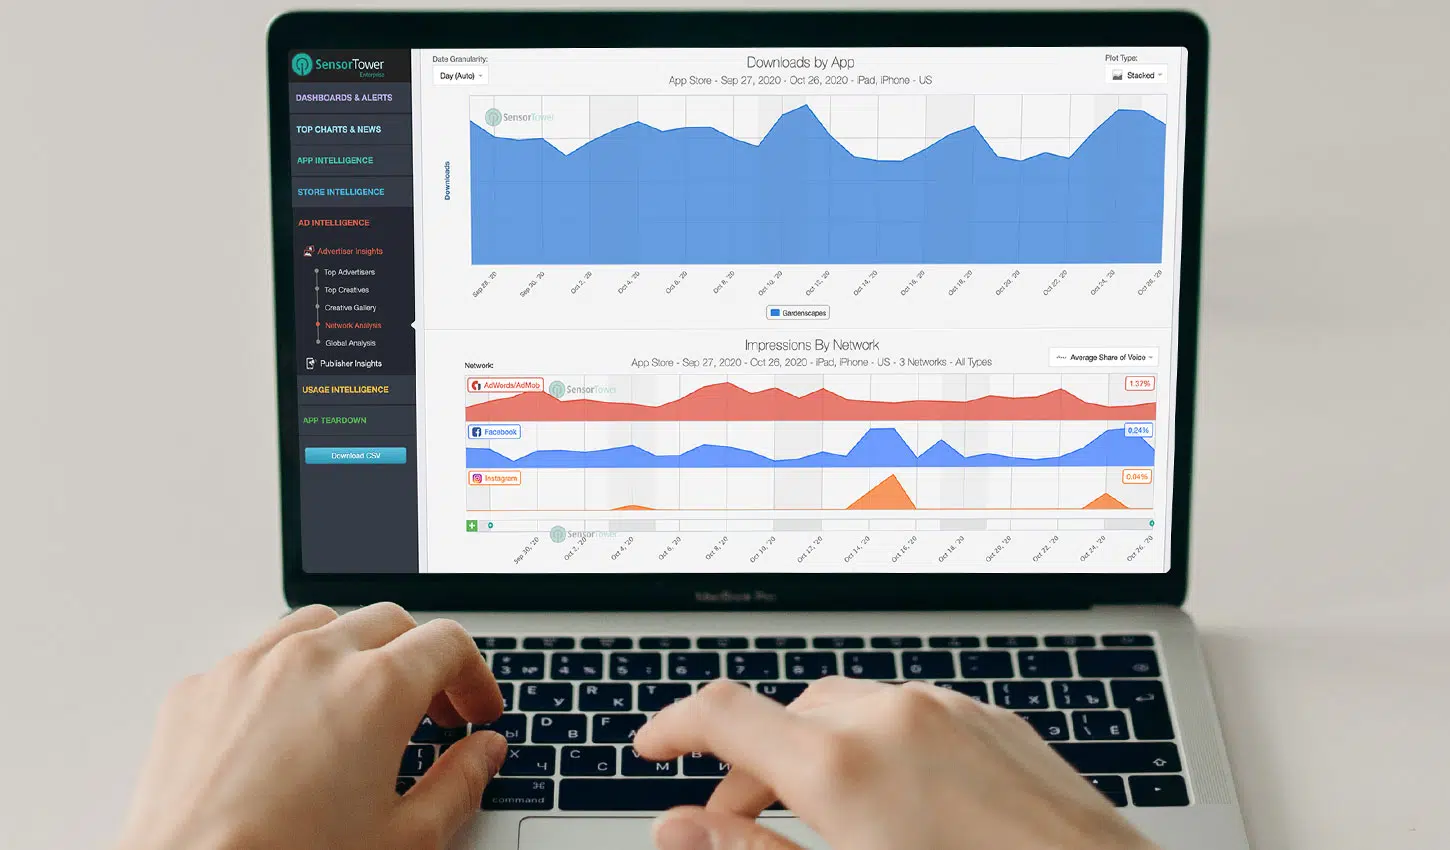 SensorTower
Enterprise
DASHBOARDS & ALERTS
TOP CHARTS & NEWS
APP INTELLIGENCE
STORE INTELLIGENCE
AD INTELLIGENCE
Advertiser Insights
Top Advertisers
Top Creatives
Creative Gallery
Network Analysis
Global Analysis
Publisher Insights
USAGE INTELLIGENCE
APP TEARDOWN
Download CSV
Date Granularity:
Day (Auto)
Downloads by App
App Store - Sep 27, 2020 - Oct 26, 2020 - iPad, iPhone - US
Plot Type:
Stacked
SensorTower
Downloads
Sep 28, '20
Sep 30, '20
Oct 2, '20
Oct 4, '20
Oct 6, '20
Oct 8, '20
Oct 10, '20
Oct 12, '20
Oct 14, '20
Oct 16, '20
Oct 18, '20
Oct 20, '20
Oct 22, '20
Oct 24, '20
Oct 26, '20
Gardenscapes
Impressions By Network
App Store - Sep 27, 2020 - Oct 26, 2020 - iPad, iPhone - US - 3 Networks - All Types
Network:
Average Share of Voice
AdWords/AdMob
SensorTower
1.37%
Facebook
0.24%
Instagram
0.84%
SensorTower
Sep 30, '20
Oct 2, '20
Oct 4, '20
Oct 6, '20
Oct 8, '20
Oct 10, '20
Oct 12, '20
Oct 14, '20
Oct 16, '20
Oct 18, '20
Oct 20, '20
Oct 22, '20
Oct 24, '20
Oct 26, '20
MacBook Pro
3 4 5 6 7 8 9 0
E У R К T U Х Ъ
A Ы D В F А Э \ Ё
X Ч C С V М B И
command